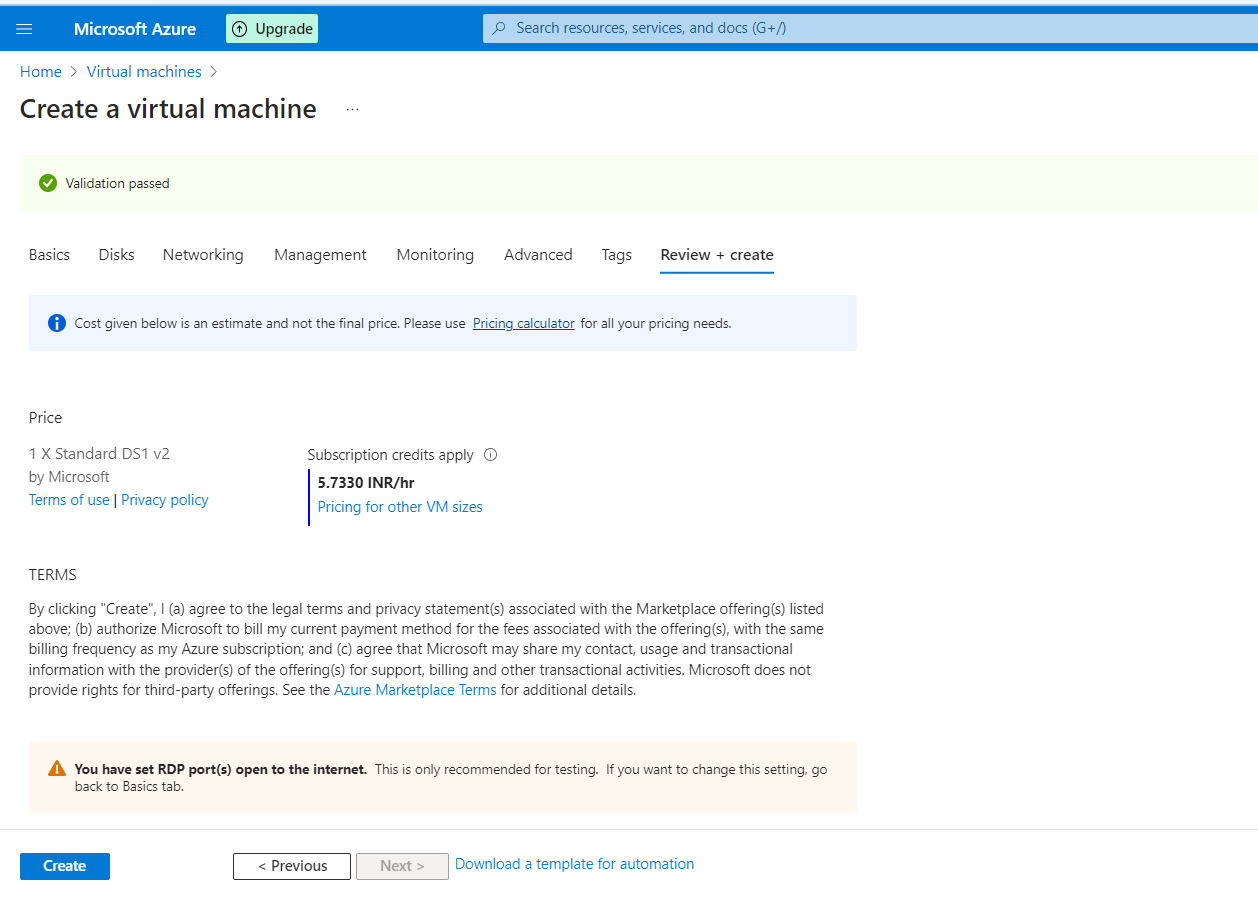 Microsoft Azure
Upgrade
Search resources, services, and docs (G+/)
Home > Virtual machines >
Create a virtual machine ...
Validation passed
Basics Disks Networking Management Monitoring Advanced Tags Review + create
Cost given below is an estimate and not the final price. Please use Pricing calculator for all your pricing needs.
Price
1 X Standard DS1 v2
by Microsoft
Terms of use | Privacy policy
Subscription credits apply
5.7330 INR/hr
Pricing for other VM sizes
TERMS
By clicking "Create", I (a) agree to the legal terms and privacy statement(s) associated with the Marketplace offering(s) listed
above; (b) authorize Microsoft to bill my current payment method for the fees associated with the offering(s), with the same
billing frequency as my Azure subscription; and (c) agree that Microsoft may share my contact, usage and transactional
information with the provider(s) of the offering(s) for support, billing and other transactional activities. Microsoft does not
provide rights for third-party offerings. See the Azure Marketplace Terms for additional details.
You have set RDP port(s) open to the internet. This is only recommended for testing. If you want to change this setting, go
back to Basics tab.
Create
< Previous
Next >
Download a template for automation